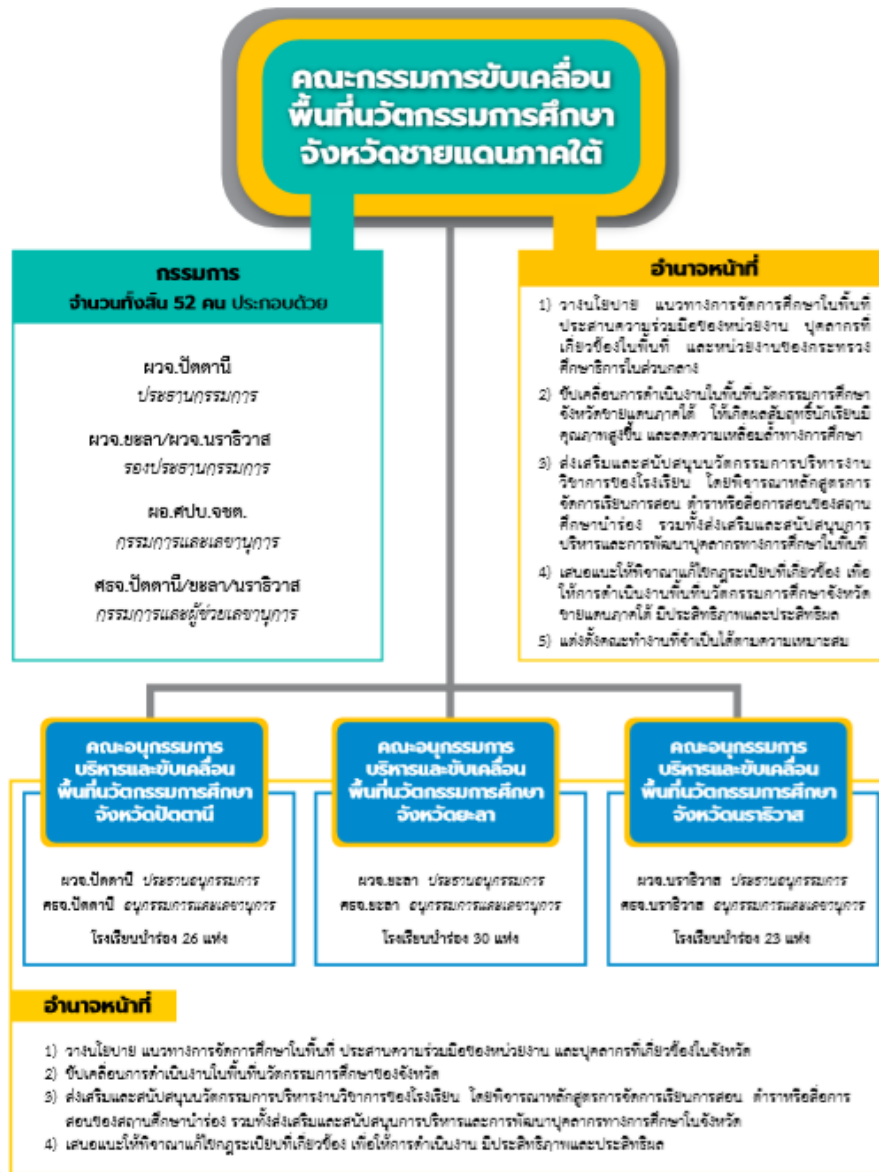 คณะกรรมการขับเคลื่อน
พื้นที่นวัตกรรมการศึกษา
จังหวัดชายแดนภาคใต้
กรรมการ
จำนวนทั้งสิ้น 52 คน ประกอบด้วย
ผวจ.ปัตตานี
ประธานกรรมการ
ผวจ.ยะลา/ผวจ.นราธิวาส
รองประธานกรรมการ
ผอ.ศปบ.จชต.
กรรมการและเลขานุการ
ศธจ.ปัตตานี/ยะลา/นราธิวาส
กรรมการและผู้ช่วยเลขานุการ
อำนาจหน้าที่
1) วางนโยบาย แนวทางการจัดการศึกษาในพื้นที่
ประสานความร่วมมือของหน่วยงาน บุคลากรที่
เกี่ยวข้องในพื้นที่ และหน่วยงานของกระทรวง
ศึกษาธิการในส่วนกลาง
2) ขับเคลื่อนการดำเนินงานในพื้นที่นวัตกรรมการศึกษา
จังหวัดชายแดนภาคใต้ ให้เกิดผลสัมฤทธิ์นักเรียนมี
คุณภาพสูงขึ้น และลดความเหลื่อมล้ำทางการศึกษา
3) ส่งเสริมและสนับสนุนนวัตกรรมการบริหารงาน
วิชาการของโรงเรียน โดยพิจารณาหลักสูตรการ
จัดการเรียนการสอน ตำราหรือสื่อการสอนของสถาน
ศึกษานำร่อง รวมทั้งส่งเสริมและสนับสนุนการ
บริหารและการพัฒนาบุคลากรทางการศึกษาในพื้นที่
4) เสนอแนะให้พิจาณาแก้ไขกฎระเบียบที่เกี่ยวข้อง เพื่อ
ให้การดำเนินงานพื้นที่นวัตกรรมการศึกษาจังหวัด
ชายแดนภาคใต้ มีประสิทธิภาพและประสิทธิผล
5) แต่งตั้งคณะทำงานที่จำเป็นได้ตามความเหมาะสม
คณะอนุกรรมการ
บริหารและขับเคลื่อน
พื้นที่นวัตกรรมการศึกษา
จังหวัดปัตตานี
ผวจ.ปัตตานี ประธานอนุกรรมการ
ศธจ.ปัตตานี อนุกรรมการและเลขานุการ
โรงเรียนนำร่อง 26 แห่ง
คณะอนุกรรมการ
บริหารและขับเคลื่อน
พื้นที่นวัตกรรมการศึกษา
จังหวัดยะลา
ผวจ.ยะลา ประธานอนุกรรมการ
ศธจ.ยะลา อนุกรรมการและเลขานุการ
โรงเรียนนำร่อง 30 แห่ง
คณะอนุกรรมการ
บริหารและขับเคลื่อน
พื้นที่นวัตกรรมการศึกษา
จังหวัดนราธิวาส
ผวจ.นราธิวาส ประธานอนุกรรมการ
ศธจ.นราธิวาส อนุกรรมการและเลขานุการ
โรงเรียนนำร่อง 23 แห่ง
อำนาจหน้าที่
1) วางนโยบาย แนวทางการจัดการศึกษาในพื้นที่ ประสานความร่วมมือของหน่วยงาน และบุคลากรที่เกี่ยวข้องในจังหวัด
2) ขับเคลื่อนการดำเนินงานในพื้นที่นวัตกรรมการศึกษาของจังหวัด
3) ส่งเสริมและสนับสนุนนวัตกรรมการบริหารงานวิชาการของโรงเรียน โดยพิจารณาหลักสูตรการจัดการเรียนการสอน ตำราหรือสื่อการ
สอนของสถานศึกษานำร่อง รวมทั้งส่งเสริมและสนับสนุนการบริหารและการพัฒนาบุคลากรทางการศึกษาในจังหวัด
4) เสนอแนะให้พิจาณาแก้ไขกฎระเบียบที่เกี่ยวข้อง เพื่อให้การดำเนินงาน มีประสิทธิภาพและประสิทธิผล